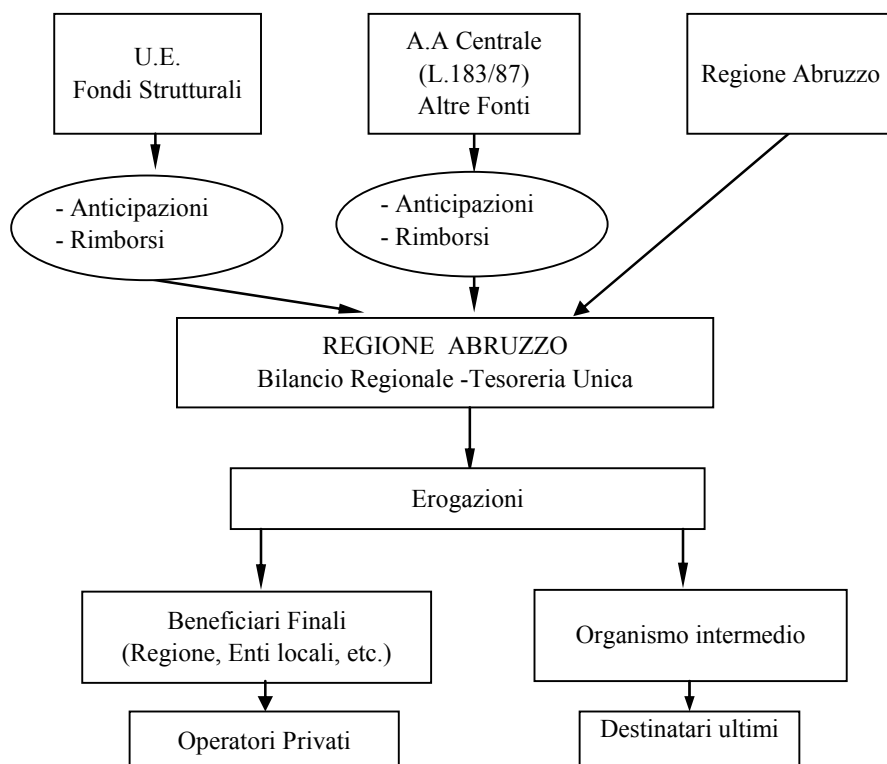 U.E.
Fondi Strutturali
A.A Centrale
(L.183/87)
Altre Fonti
Regione Abruzzo
- Anticipazioni
- Rimborsi
- Anticipazioni
- Rimborsi
REGIONE ABRUZZO
Bilancio Regionale -Tesoreria Unica
Erogazioni
Beneficiari Finali
(Regione, Enti locali, etc.)
Organismo intermedio
Operatori Privati
Destinatari ultimi